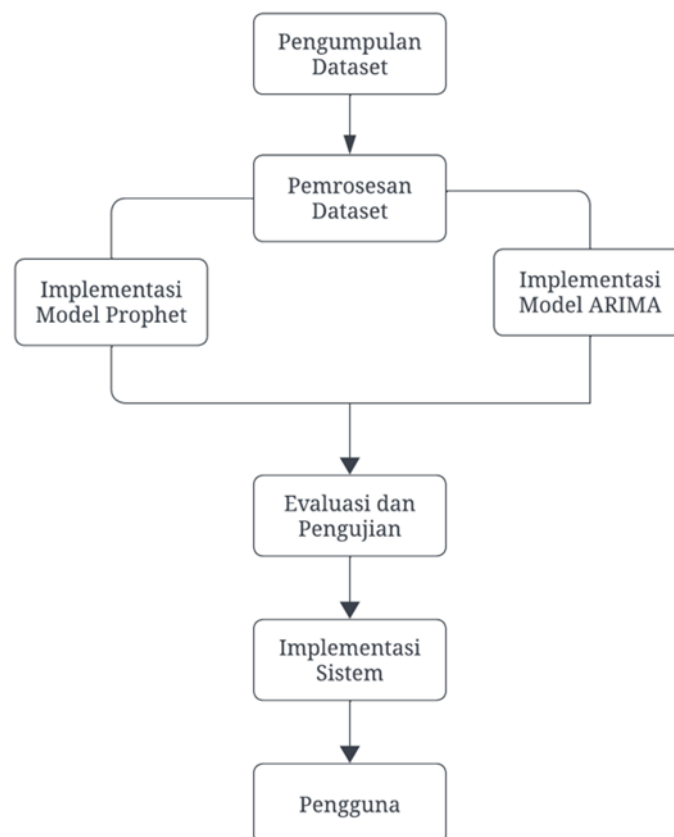 Pengumpulan
Dataset
Pemrosesan
Dataset
Implementasi
Model Prophet
Implementasi
Model ARIMA
Evaluasi dan
Pengujian
Implementasi
Sistem
Pengguna